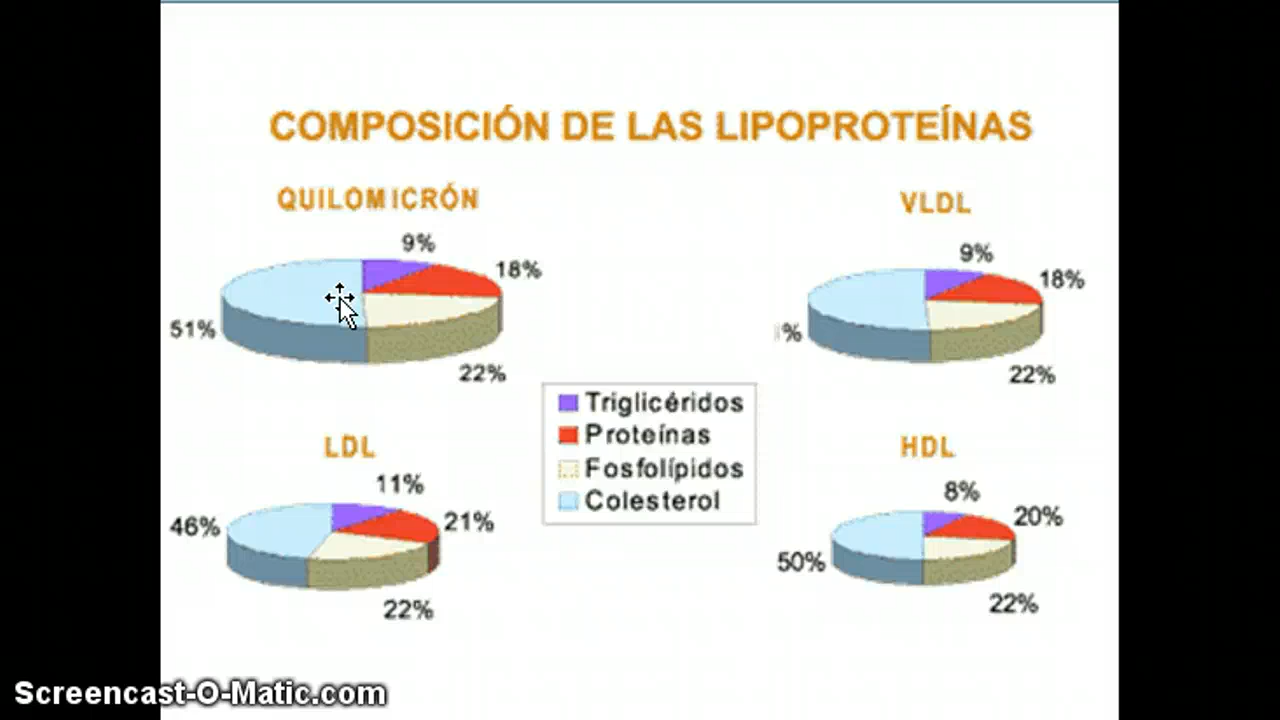 COMPOSICIÓN DE LAS LIPOPROTEÍNAS
QUILOMICRÓN
9%
18%
51%
22%
VLDL
9%
18%
%
22%
Triglicéridos
Proteínas
Fosfolípidos
Colesterol
LDL
11%
46%
21%
22%
HDL
8%
20%
50%
22%
Screencast-O-Matic.com